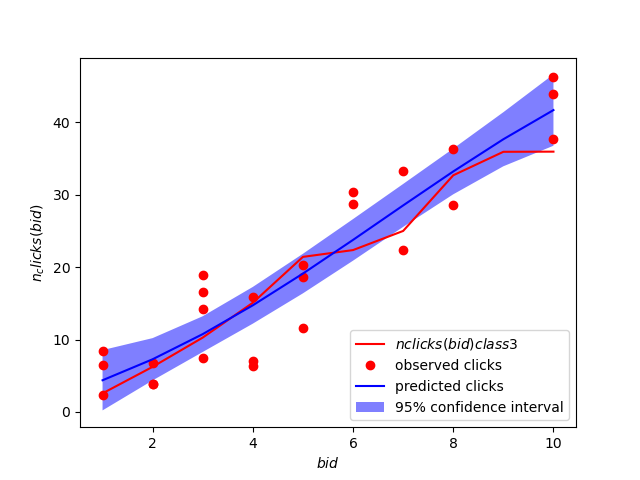 40
30
20
10
0
n_clicks(bid)
nclicks(bid)class3
observed clicks
predicted clicks
95% confidence interval
2 4 6 8 10
bid